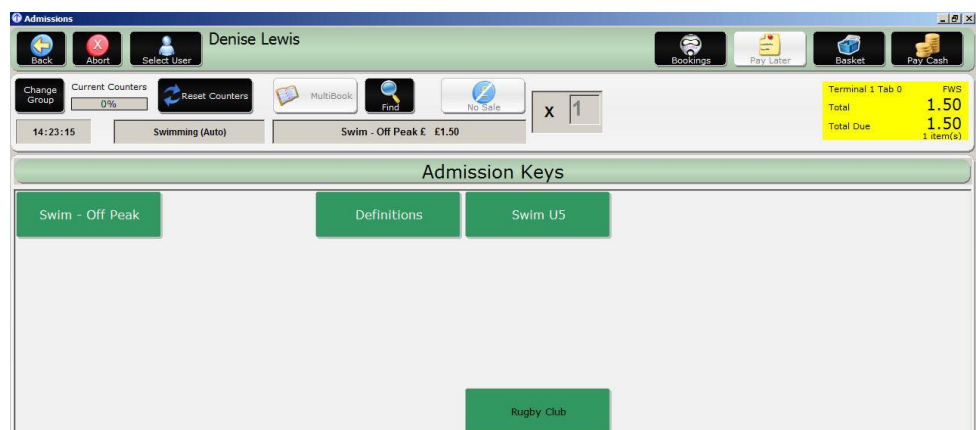 Admissions
Back
Abort
Select User
Denise Lewis
Bookings
Pay Later
Basket
Pay Cash
Change
Group
Current Counters
0%
Reset Counters
MultiBook
Find
No Sale
X 1
14:23:15
Swimming (Auto)
Swim - Off Peak £ £1.50
Terminal 1 Tab 0 FWS
Total 1.50
Total Due 1.50
1 item(s)
Admission Keys
Swim - Off Peak
Definitions
Swim U5
Rugby Club